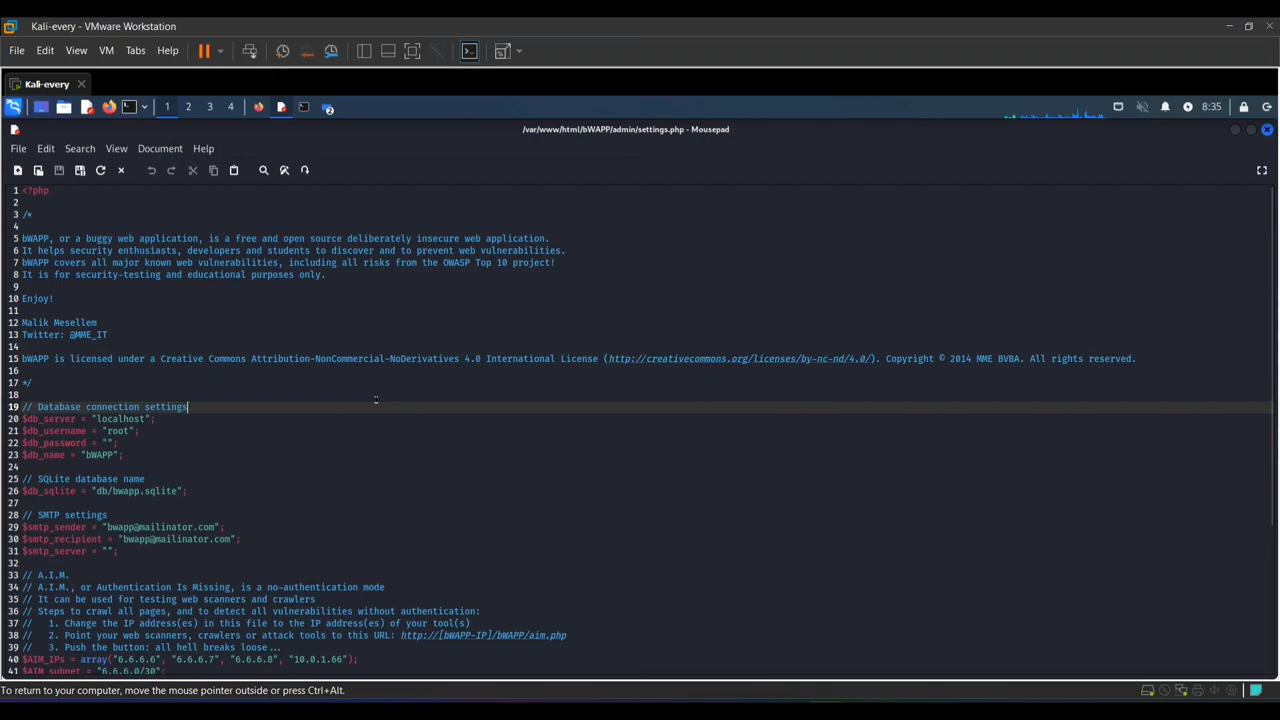 Kali-every - VMware Workstation
File Edit View VM Tabs Help
Kali-every
1 2 3 4 2 8:35
/var/www/html/bWAPP/admin/settings.php - Mousepad
File Edit Search View Document Help
1 <?php
2
3 /*
4
5 bWAPP, or a buggy web application, is a free and open source deliberately insecure web application.
6 It helps security enthusiasts, developers and students to discover and to prevent web vulnerabilities.
7 bWAPP covers all major known web vulnerabilities, including all risks from the OWASP Top 10 project!
8 It is for security-testing and educational purposes only.
9
10 Enjoy!
11
12 Malik Mesellem
13 Twitter: @MME_IT
14
15 bWAPP is licensed under a Creative Commons Attribution-NonCommercial-NoDerivatives 4.0 International License (http://creativecommons.org/licenses/by-nc-nd/4.0/). Copyright © 2014 MME BVBA. All rights reserved.
16
17 */
18
19 // Database connection settings
20 $db_server = "localhost";
21 $db_username = "root";
22 $db_password = "";
23 $db_name = "bWAPP";
24
25 // SQLite database name
26 $db_sqlite = "db/bwapp.sqlite";
27
28 // SMTP settings
29 $smtp_sender = "bwapp@mailinator.com";
30 $smtp_recipient = "bwapp@mailinator.com";
31 $smtp_server = "";
32
33 // A.I.M.
34 // A.I.M., or Authentication Is Missing, is a no-authentication mode
35 // It can be used for testing web scanners and crawlers
36 // Steps to crawl all pages, and to detect all vulnerabilities without authentication:
37 // 1. Change the IP address(es) in this file to the IP address(es) of your tool(s)
38 // 2. Point your web scanners, crawlers or attack tools to this URL: http://[bWAPP-IP]/bWAPP/aim.php
39 // 3. Push the button: all hell breaks loose...
40 $AIM_IPs = array("6.6.6.6", "6.6.6.7", "6.6.6.8", "10.0.1.66");
41 $AIM_subnet = "6.6.6.0/30";
To return to your computer, move the mouse pointer outside or press Ctrl+Alt.